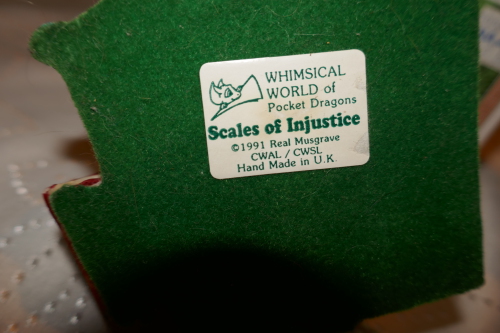 WHIMSICAL
WORLD of
Pocket Dragons
Scales of Injustice
©1991 Real Musgrave
CWAL / CWSL
Hand Made in U.K.